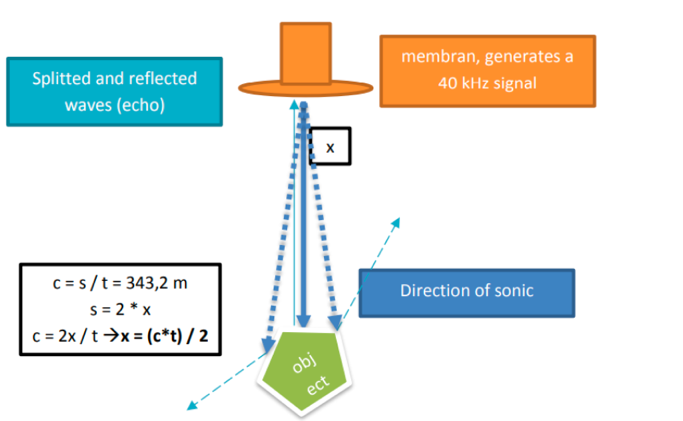 Splitted and reflected
waves (echo)
membran, generates a
40 kHz signal
x
c = s / t = 343,2 m
s = 2 * x
c = 2x / t →x = (c*t) / 2
Direction of sonic
obj
ect